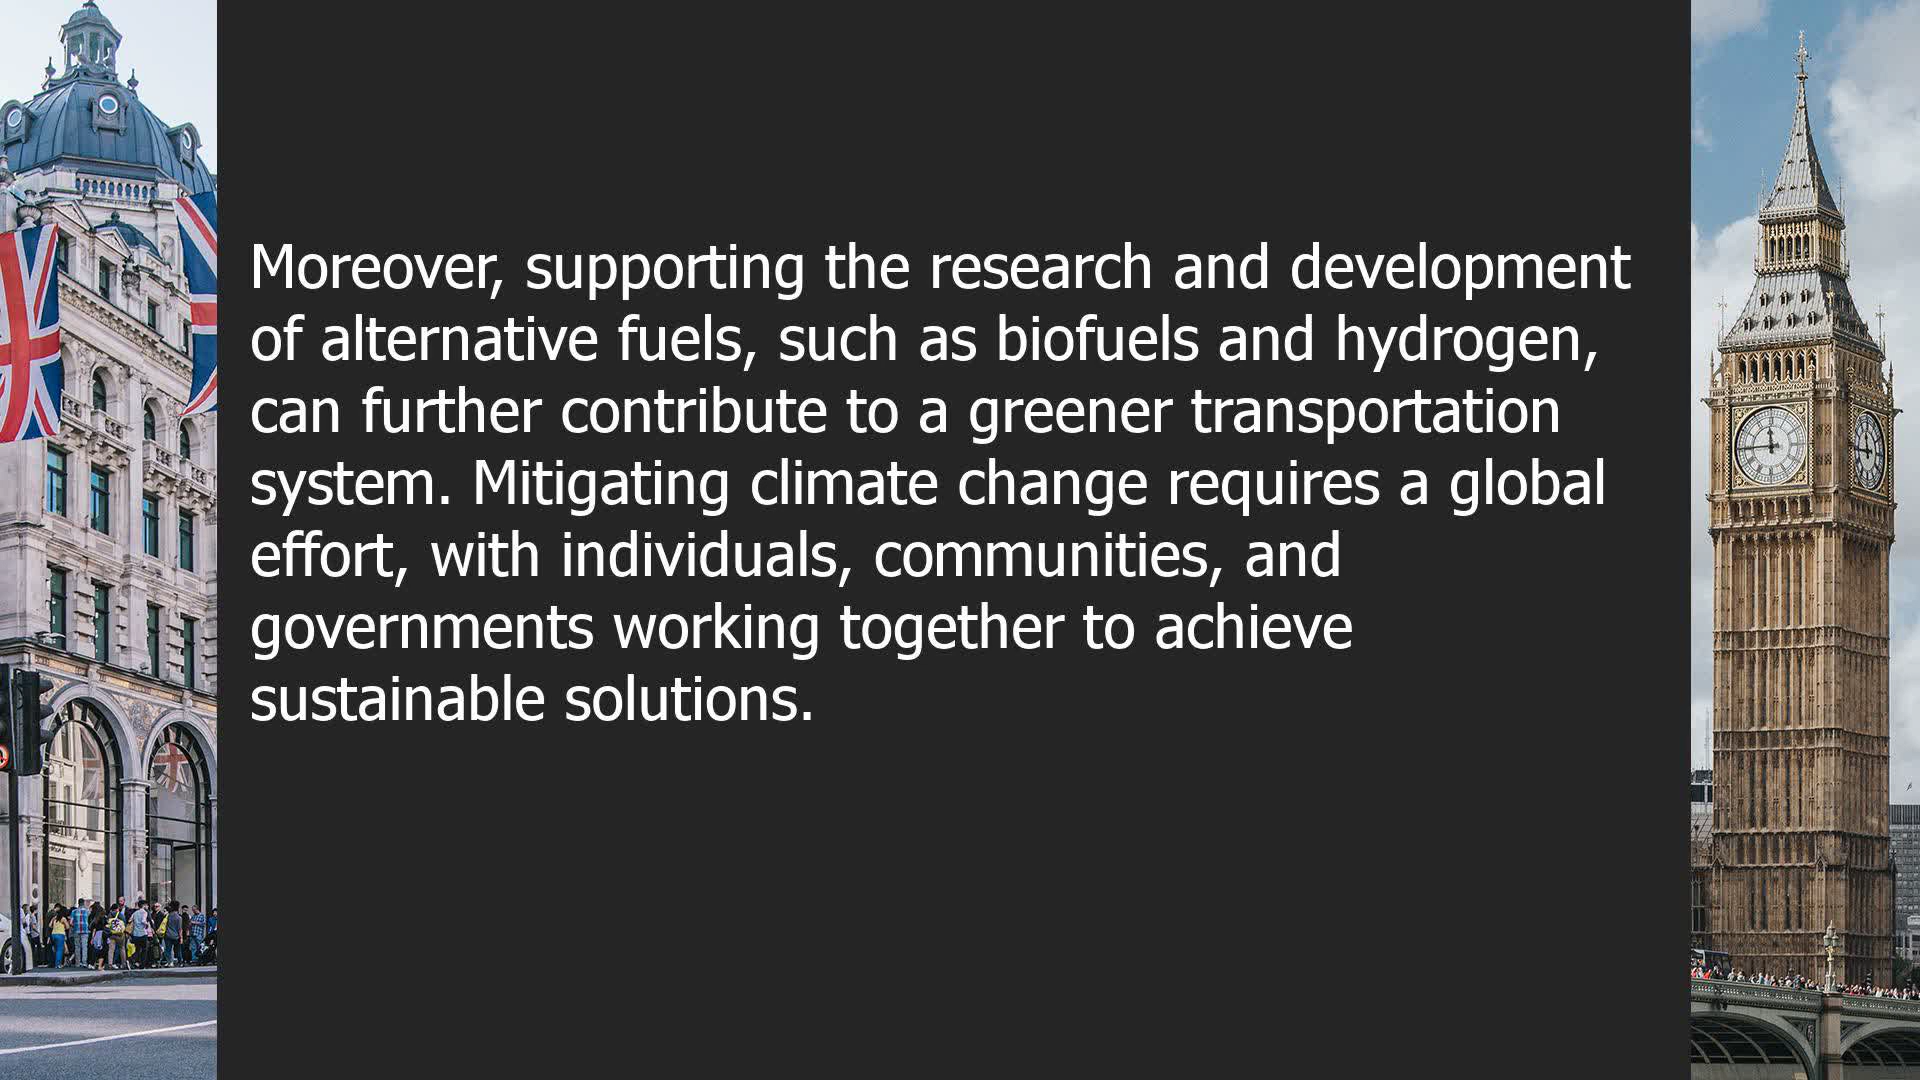 Moreover, supporting the research and development
of alternative fuels, such as biofuels and hydrogen,
can further contribute to a greener transportation
system. Mitigating climate change requires a global
effort, with individuals, communities, and
governments working together to achieve
sustainable solutions.